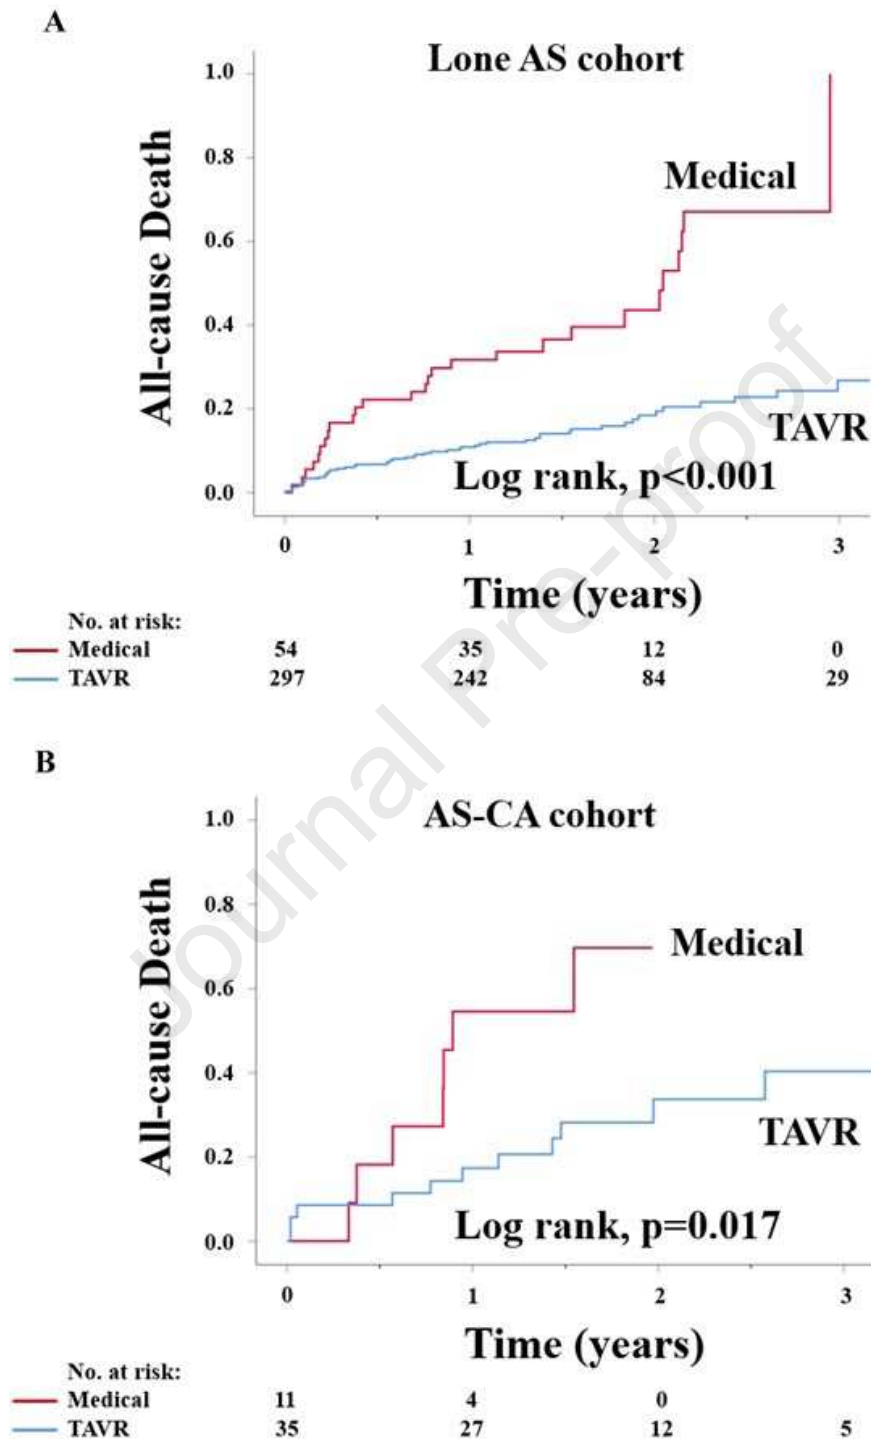 A
Lone AS cohort
All-cause Death
1.0
0.8
0.6
0.4
0.2
0.0
Medical
TAVR
Log rank, p<0.001
0 1 2 3
Time (years)
No. at risk:
Medical 54 35 12 0
TAVR 297 242 84 29
B
AS-CA cohort
All-cause Death
1.0
0.8
0.6
0.4
0.2
0.0
Medical
TAVR
Log rank, p=0.017
0 1 2 3
Time (years)
No. at risk:
Medical 11 4 0
TAVR 35 27 12 5
Journal Pre-proof